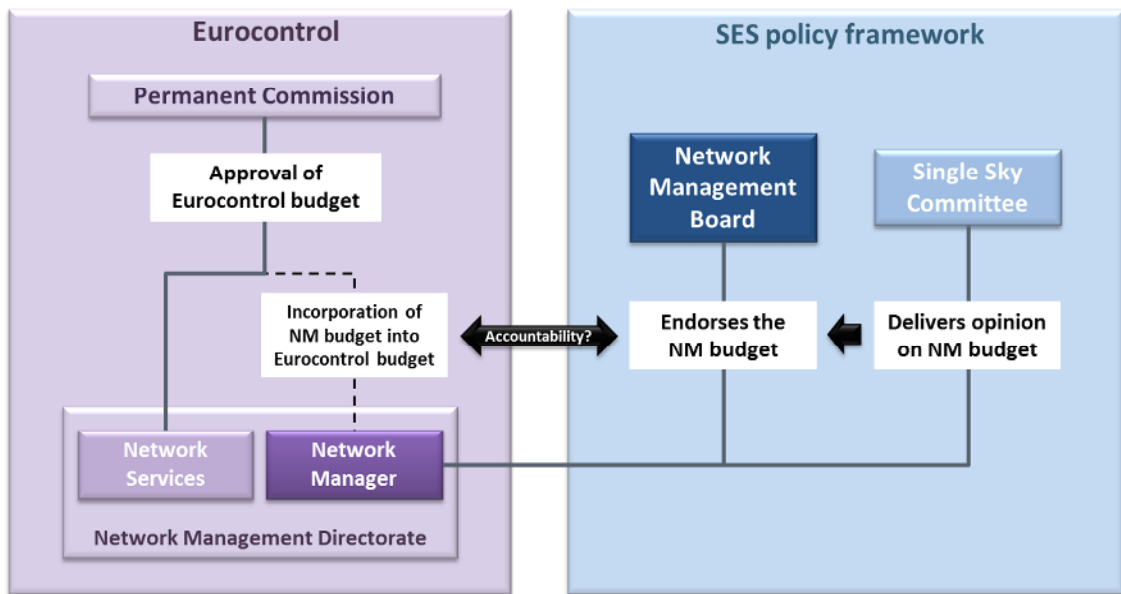 Eurocontrol
Permanent Commission
Approval of
Eurocontrol budget
Incorporation of
NM budget into
Eurocontrol budget
Network
Services
Network
Manager
Network Management Directorate
Accountability?
SES policy framework
Network
Management
Board
Single Sky
Committee
Endorses the
NM budget
Delivers opinion
on NM budget